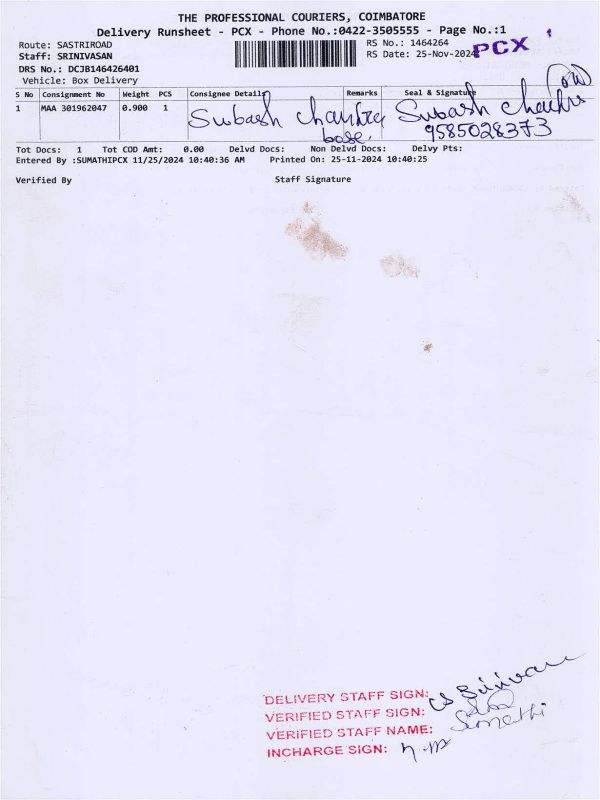 THE PROFESSIONAL COURIERS, COIMBATORE
Delivery Runsheet - PCX - Phone No.:0422-3505555 - Page No.:1
Route: SASTRIROAD
RS No.: 1464264
PCX
Staff: SRINIVASAN
RS Date: 25-Nov-2024
DRS No.: DCJB146426401
Vehicle: Box Delivery
S No Consignment No Weight PCS Consignee Details Remarks Seal & Signature
1 MAA 301962047 0.900 1 Subash Chandra Subash Chandra
bose. 9585028373
Tot Docs: 1 Tot COD Amt: 0.00 Delvd Docs: Non Delvd Docs: Delvy Pts:
Entered By :SUMATHIPCX 11/25/2024 10:40:36 AM Printed On: 25-11-2024 10:40:25
Verified By Staff Signature
DELIVERY STAFF SIGN:
VERIFIED STAFF SIGN:
VERIFIED STAFF NAME: Sumathi
INCHARGE SIGN: